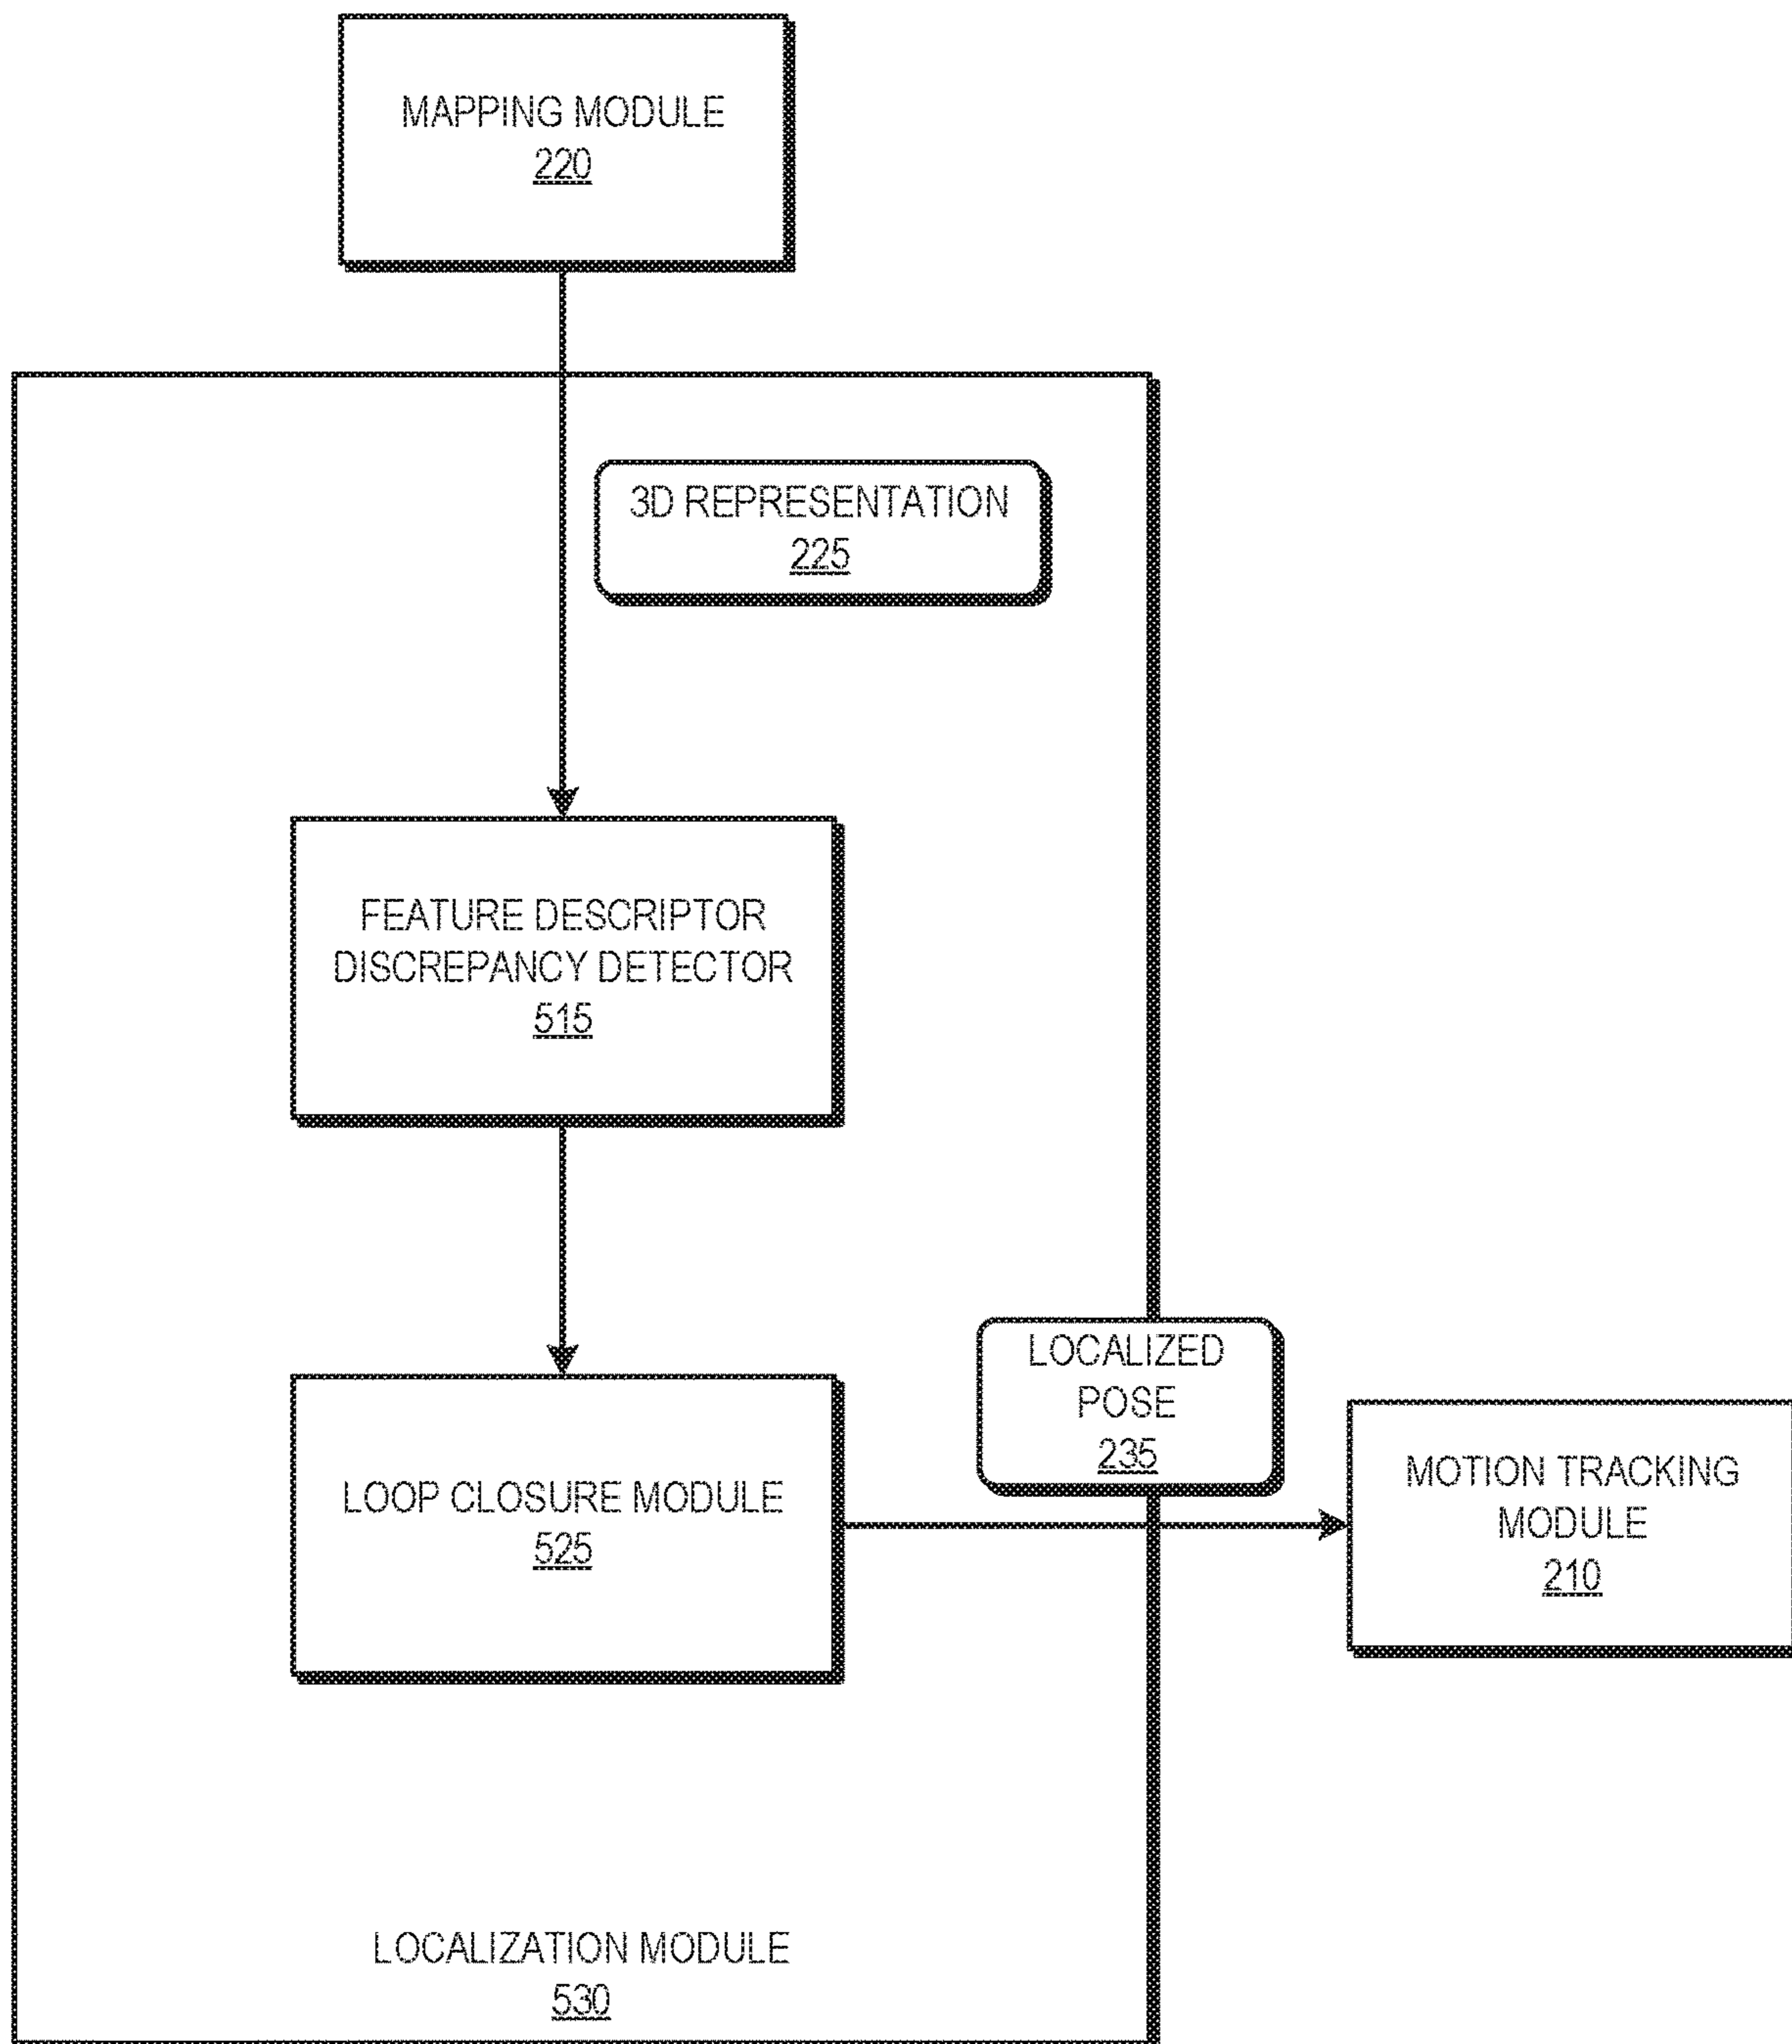 MAPPING MODULE
220
3D REPRESENTATION
225
FEATURE DESCRIPTOR
DISCREPANCY DETECTOR
515
LOCALIZED
POSE
235
LOOP CLOSURE MODULE
525
MOTION TRACKING
MODULE
210
LOCALIZATION MODULE
530